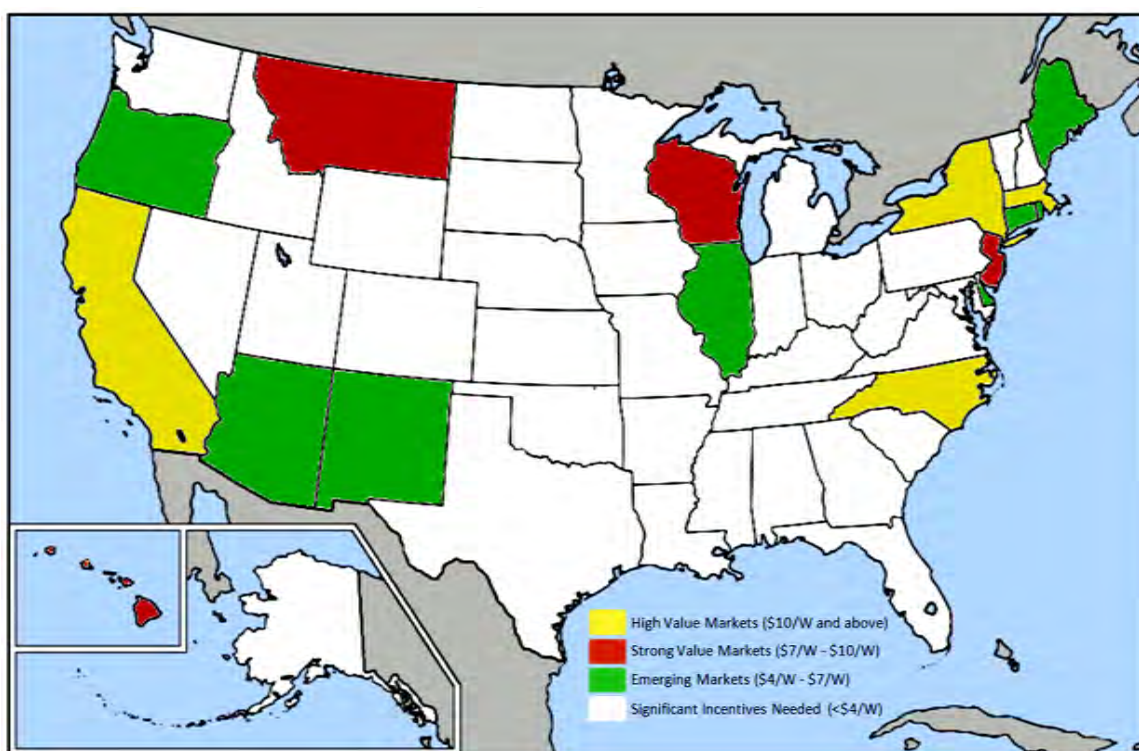 High Value Markets ($10/W and above)
Strong Value Markets ($7/W - $10/W)
Emerging Markets ($4/W - $7/W)
Significant Incentives Needed (<$4/W)